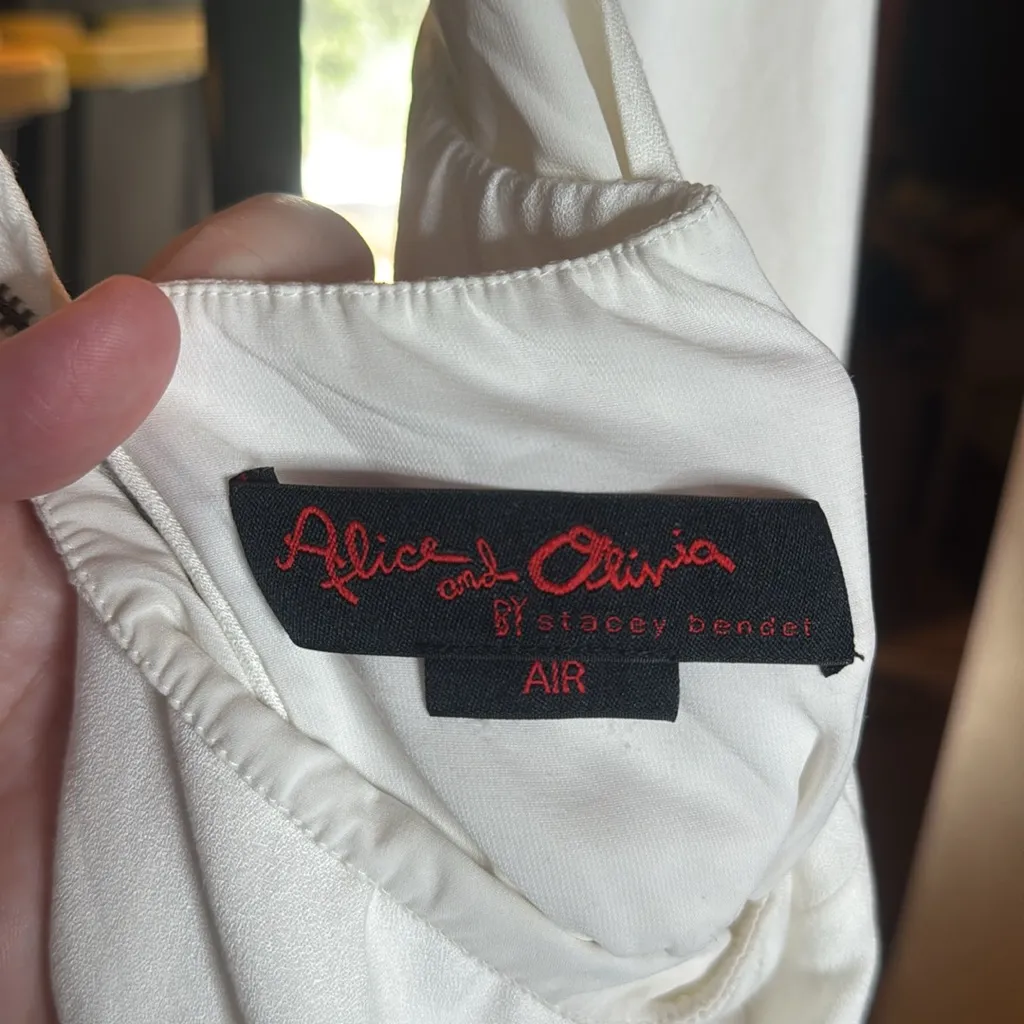 Alice and Olivia
BY stacey bendet
AIR